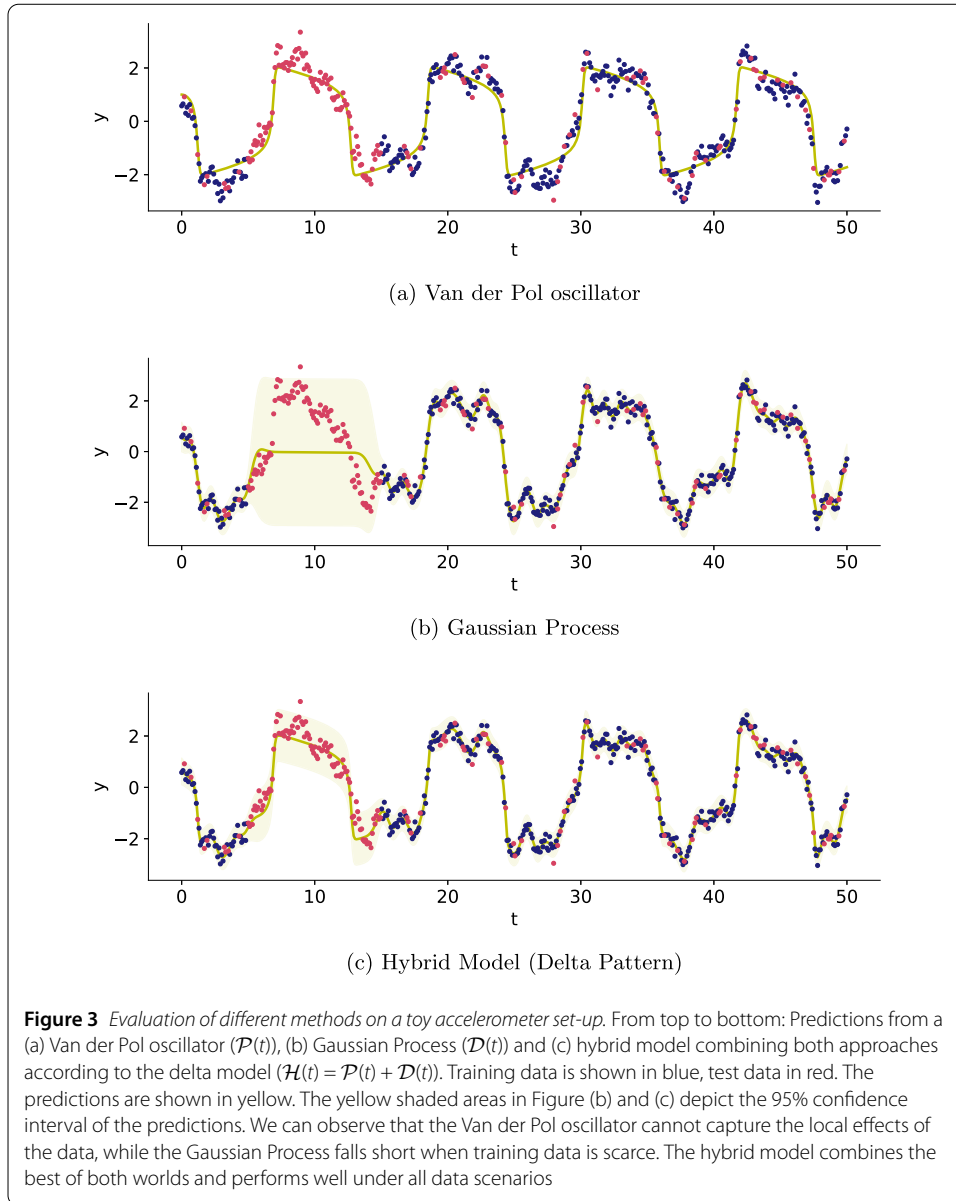 2
0
−2
y
0
10
20
30
40
50
t
(a) Van der Pol oscillator
2
0
−2
y
0
10
20
30
40
50
t
(b) Gaussian Process
2
0
−2
y
0
10
20
30
40
50
t
(c) Hybrid Model (Delta Pattern)
Figure 3 Evaluation of different methods on a toy accelerometer set-up. From top to bottom: Predictions from a
(a) Van der Pol oscillator (𝒫(t)), (b) Gaussian Process (𝒟(t)) and (c) hybrid model combining both approaches
according to the delta model (ℋ(t) = 𝒫(t) + 𝒟(t)). Training data is shown in blue, test data in red. The
predictions are shown in yellow. The yellow shaded areas in Figure (b) and (c) depict the 95% confidence
interval of the predictions. We can observe that the Van der Pol oscillator cannot capture the local effects of
the data, while the Gaussian Process falls short when training data is scarce. The hybrid model combines the
best of both worlds and performs well under all data scenarios